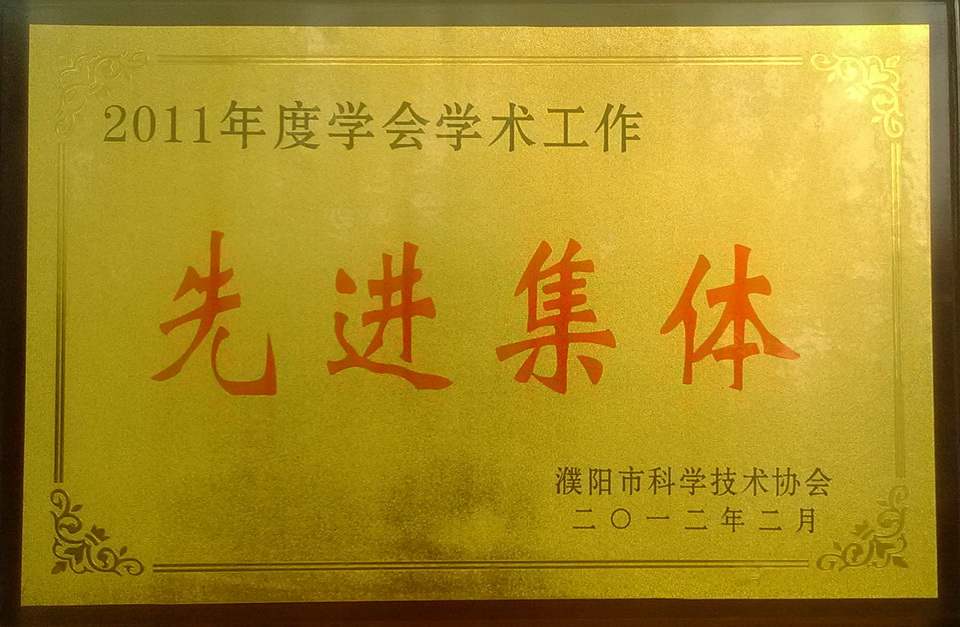 2011年度学会学术工作
先进集体
濮阳市科学技术协会
二〇一二年二月